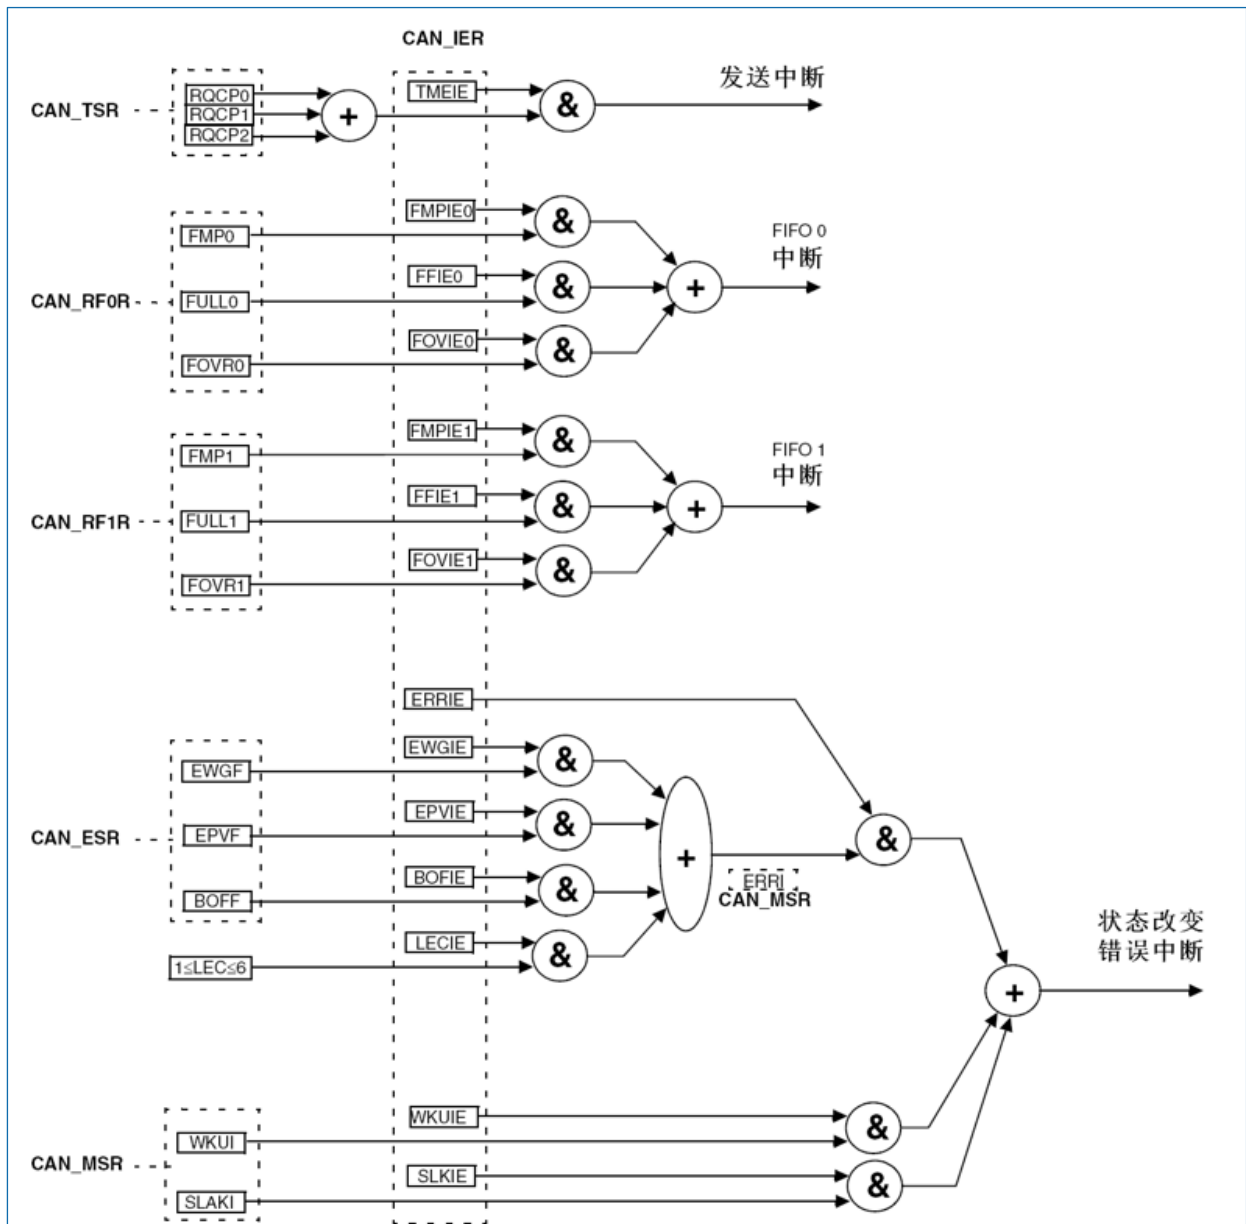 CAN_IER
CAN_TSR
RQCP0
RQCP1
RQCP2
+
TMEIE
&
发送中断
CAN_RF0R
FMP0
FULL0
FOVR0
FMPIE0
&
FFIE0
&
FOVIE0
&
+
FIFO 0
中断
CAN_RF1R
FMP1
FULL1
FOVR1
FMPIE1
&
FFIE1
&
FOVIE1
&
+
FIFO 1
中断
ERRIE
CAN_ESR
EWGF
EPVF
BOFF
1≤LEC≤6
EWGIE
&
EPVIE
&
BOFIE
&
LECIE
&
+
ERRI
CAN_MSR
&
+
状态改变
错误中断
CAN_MSR
WKUI
SLAKI
WKUIE
&
SLKIE
&